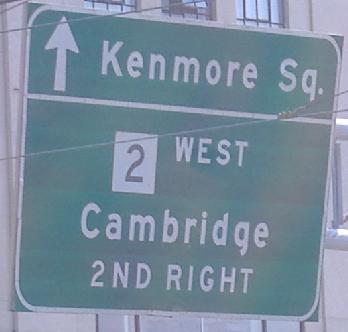 Kenmore Sq.
2 WEST
Cambridge
2ND RIGHT